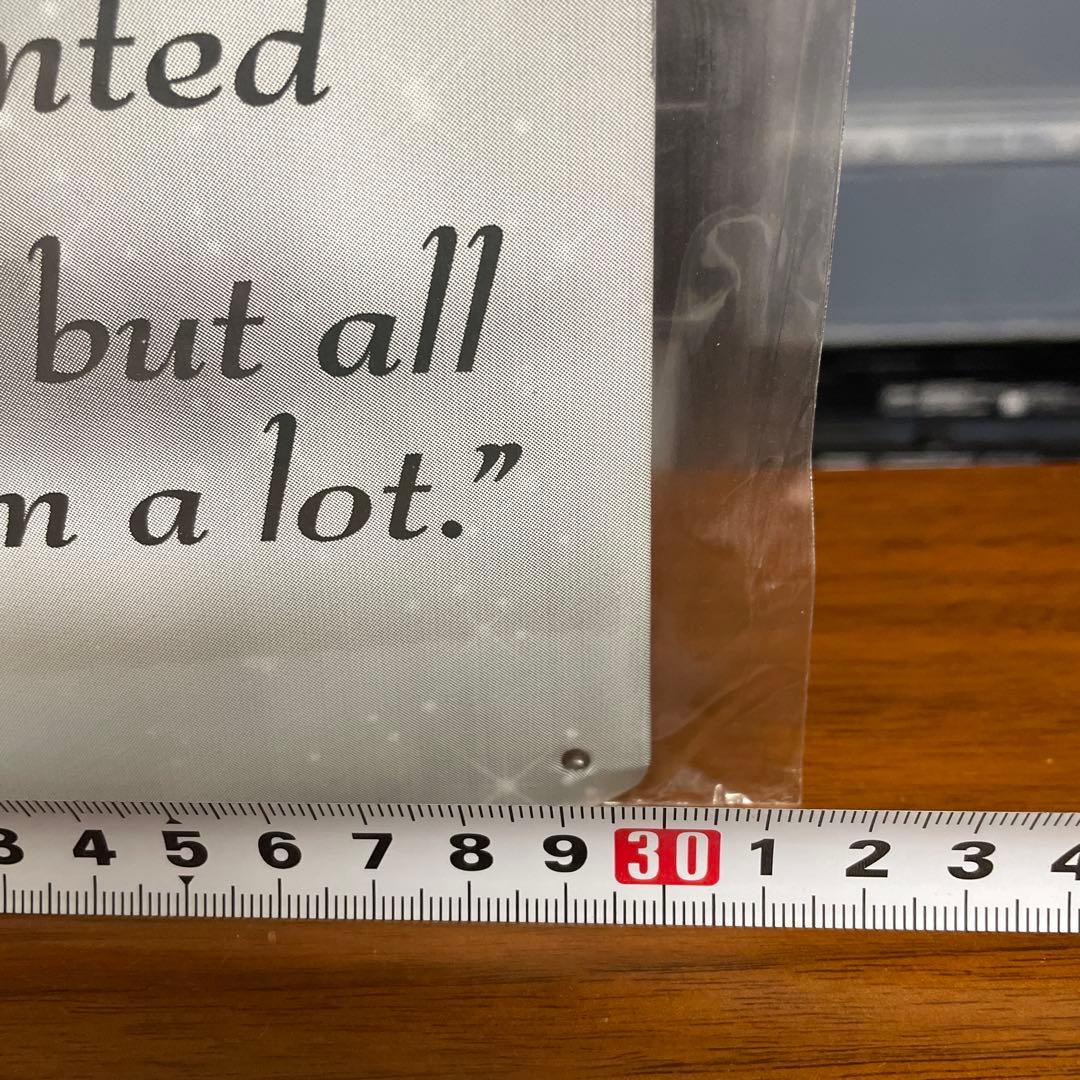 nted
but all
n a lot.”
3 4 5 6 7 8 9 30 1 2 3 4